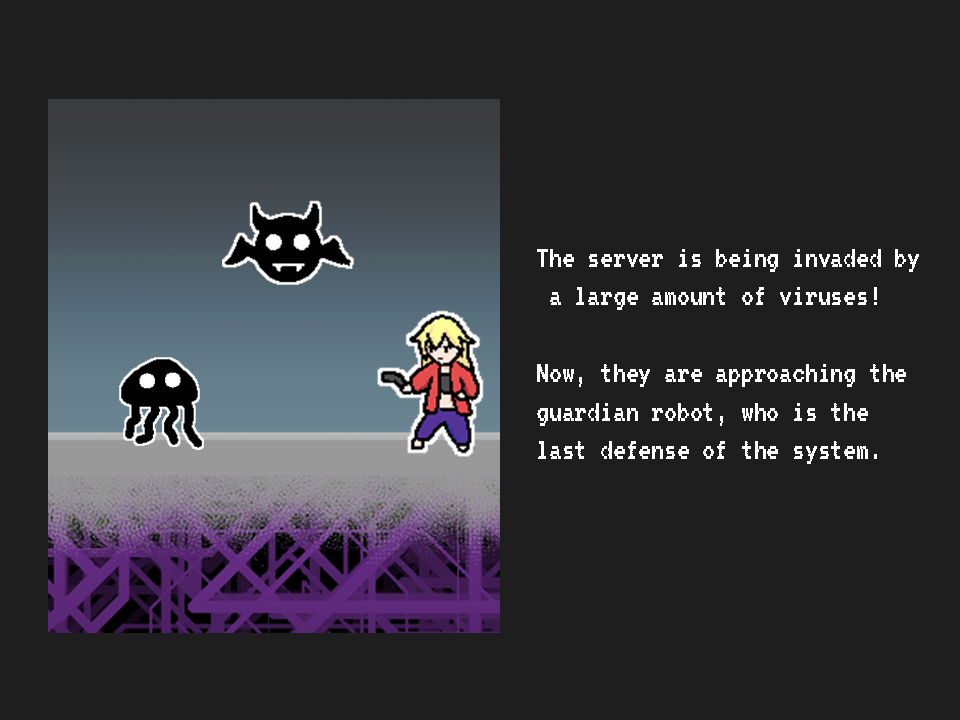 The server is being invaded by
a large amount of viruses!
Now, they are approaching the
guardian robot, who is the
last defense of the system.